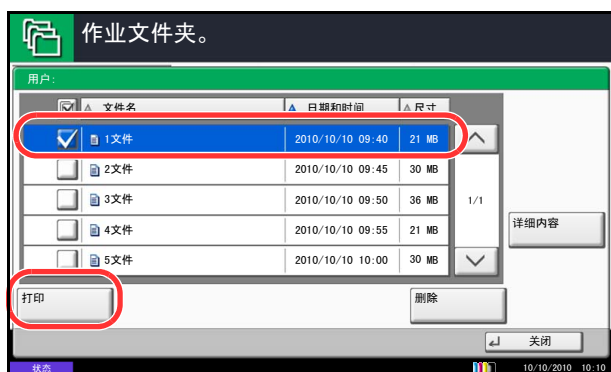 作业文件夹。
用户:
文件名 日期和时间 尺寸
1文件 2010/10/10 09:40 21 MB
2文件 2010/10/10 09:45 30 MB
3文件 2010/10/10 09:50 36 MB
1/1
4文件 2010/10/10 09:55 21 MB
详细内容
5文件 2010/10/10 10:00 30 MB
打印 删除
关闭
状态 10/10/2010 10:10